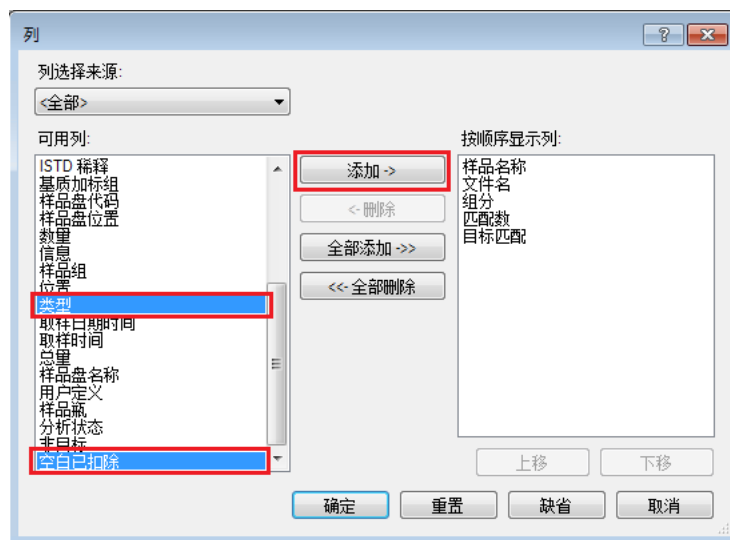 列
列选择来源:
<全部>
可用列:
ISTD 稀释
基质加标组
样品盘代码
样品盘位置
数量
信息
样品组
位置
类型
取样日期时间
取样时间
总量
样品盘名称
用户定义
样品瓶
分析状态
非目标
空白已扣除
添加 ->
<- 删除
全部添加 ->>
<<- 全部删除
按顺序显示列:
样品名称
文件名
组分
匹配数
目标匹配
上移
下移
确定
重置
缺省
取消